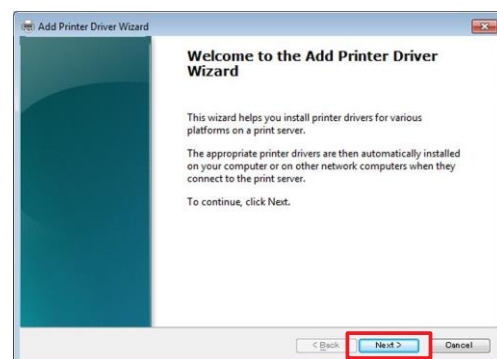 Add Printer Driver Wizard
Welcome to the Add Printer Driver
Wizard
This wizard helps you install printer drivers for various
platforms on a print server.
The appropriate printer drivers are then automatically installed
on your computer or on other network computers when they
connect to the print server.
To continue, click Next.
< Back Next > Cancel